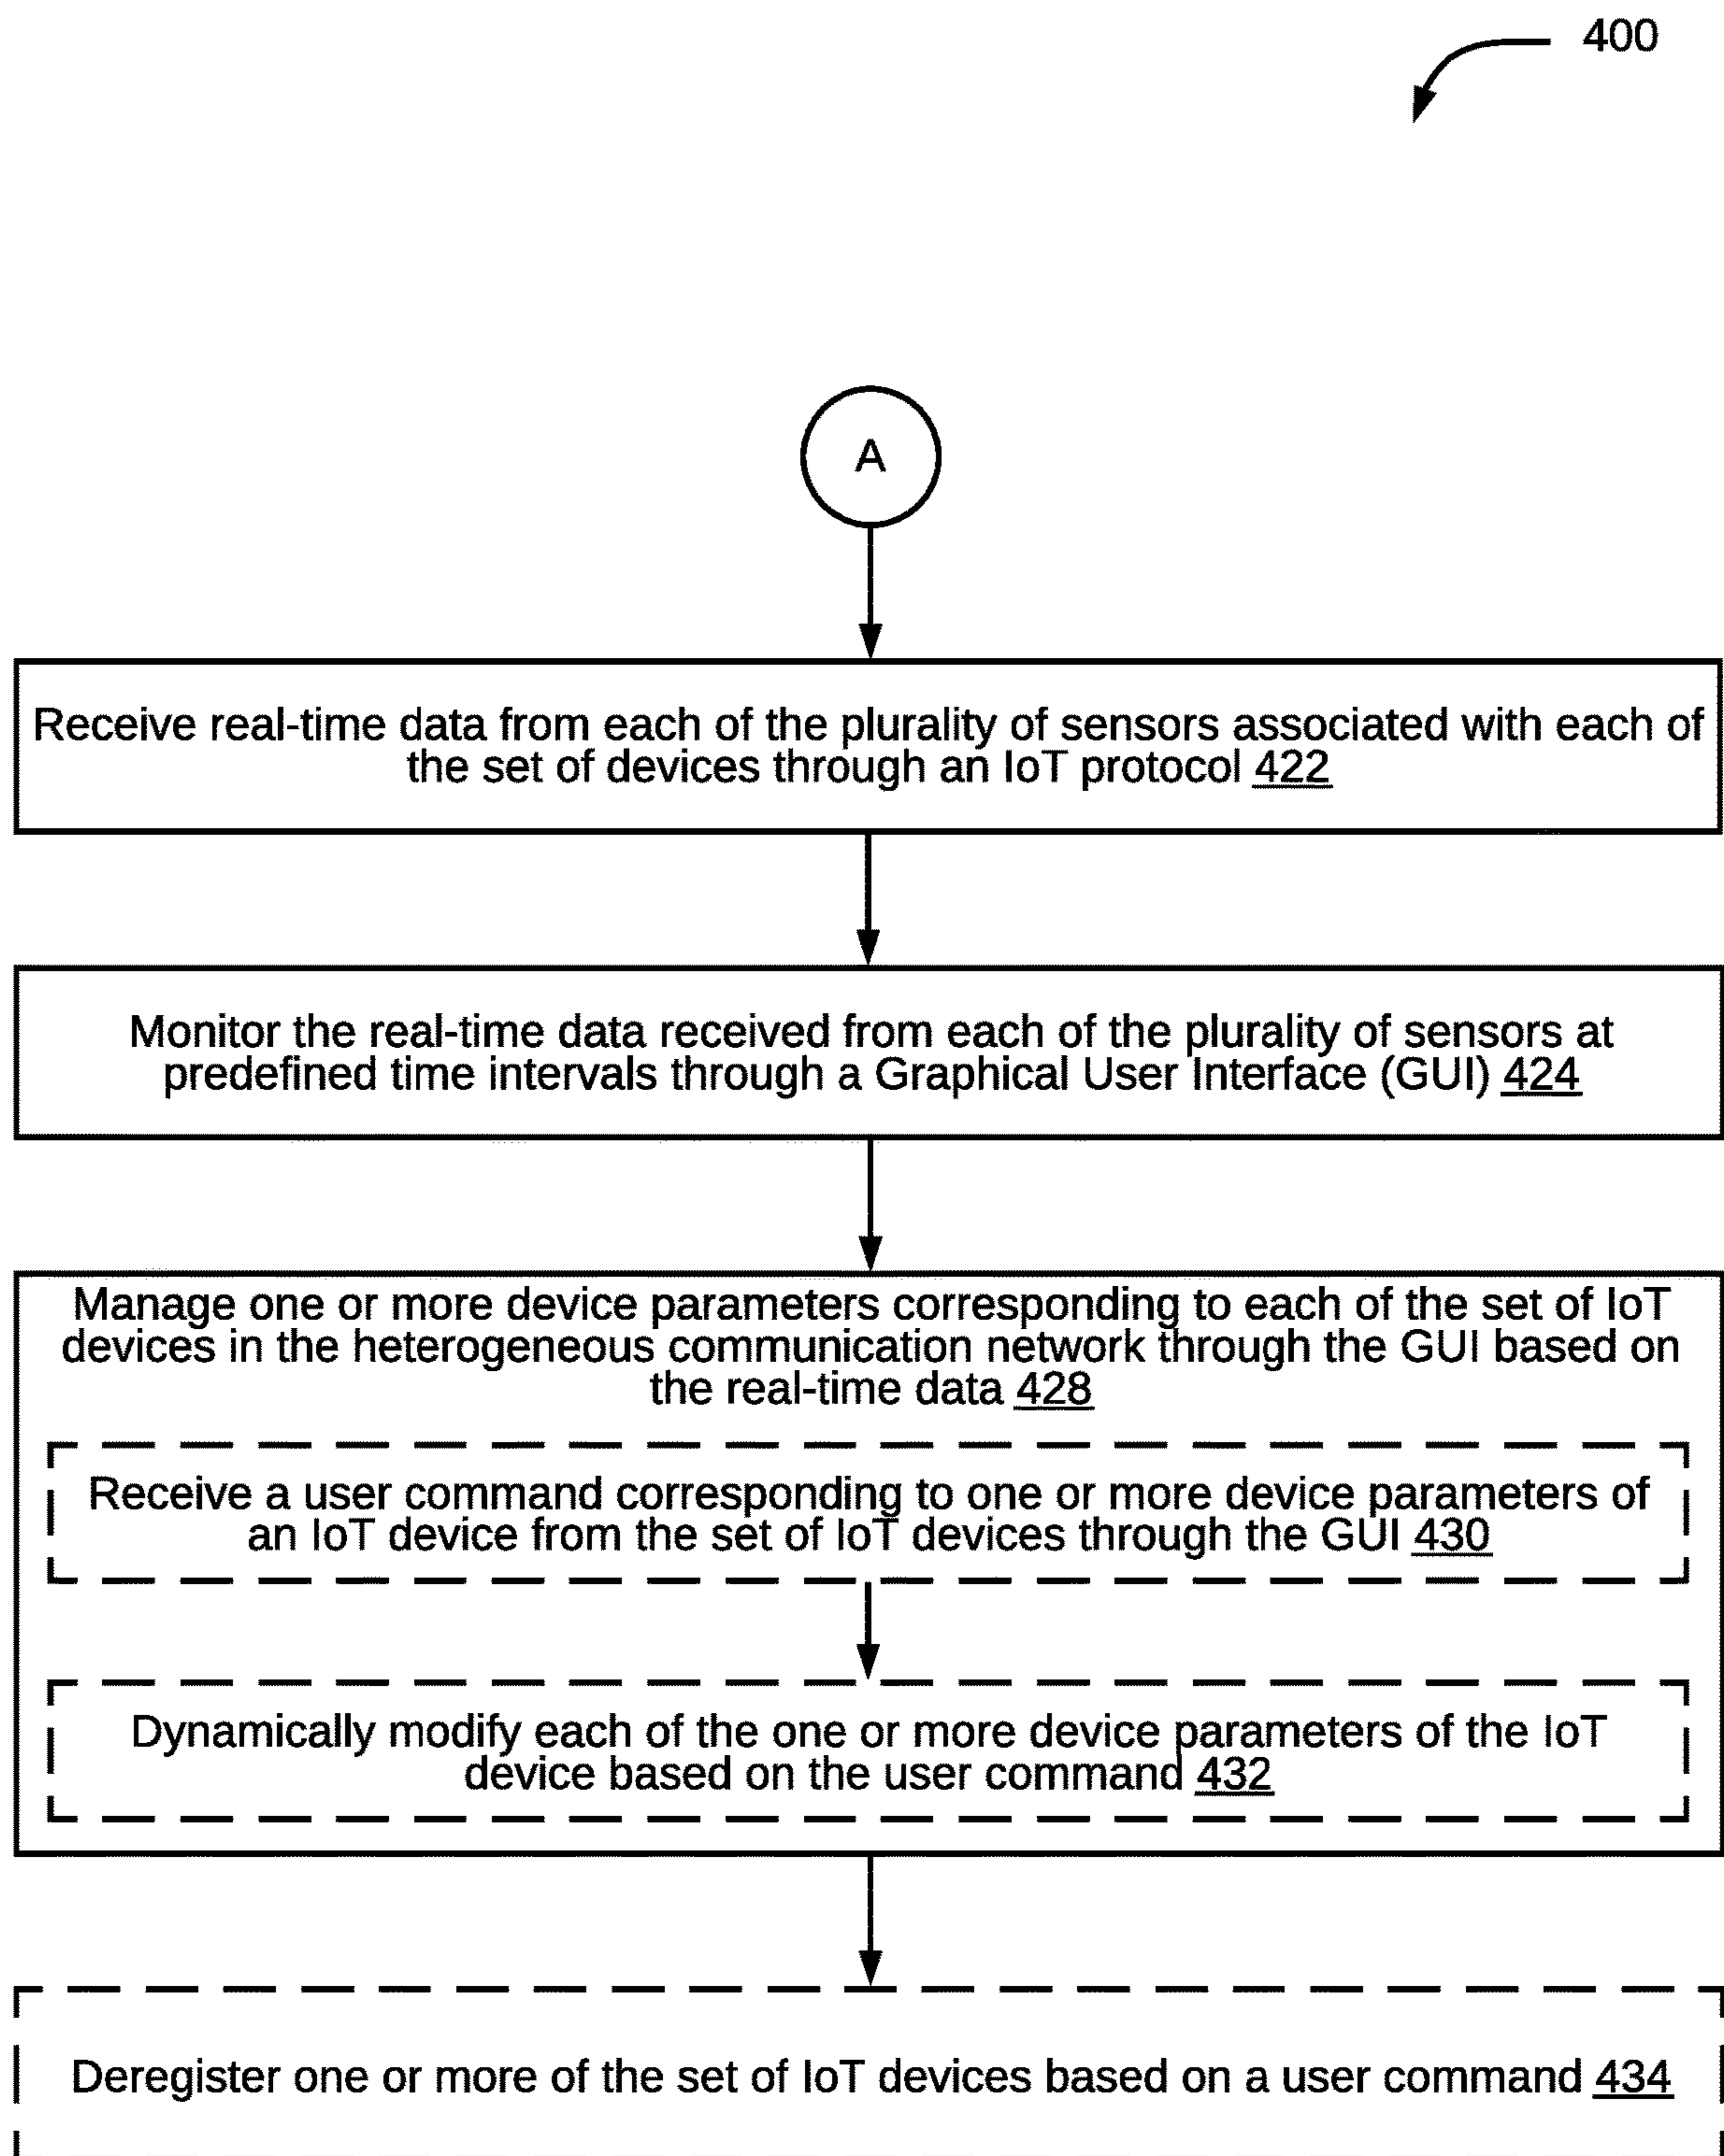 400
A
Receive real-time data from each of the plurality of sensors associated with each of
the set of devices through an IoT protocol 422
Monitor the real-time data received from each of the plurality of sensors at
predefined time intervals through a Graphical User Interface (GUI) 424
Manage one or more device parameters corresponding to each of the set of IoT
devices in the heterogeneous communication network through the GUI based on
the real-time data 428
Receive a user command corresponding to one or more device parameters of
an IoT device from the set of IoT devices through the GUI 430
Dynamically modify each of the one or more device parameters of the IoT
device based on the user command 432
Deregister one or more of the set of IoT devices based on a user command 434